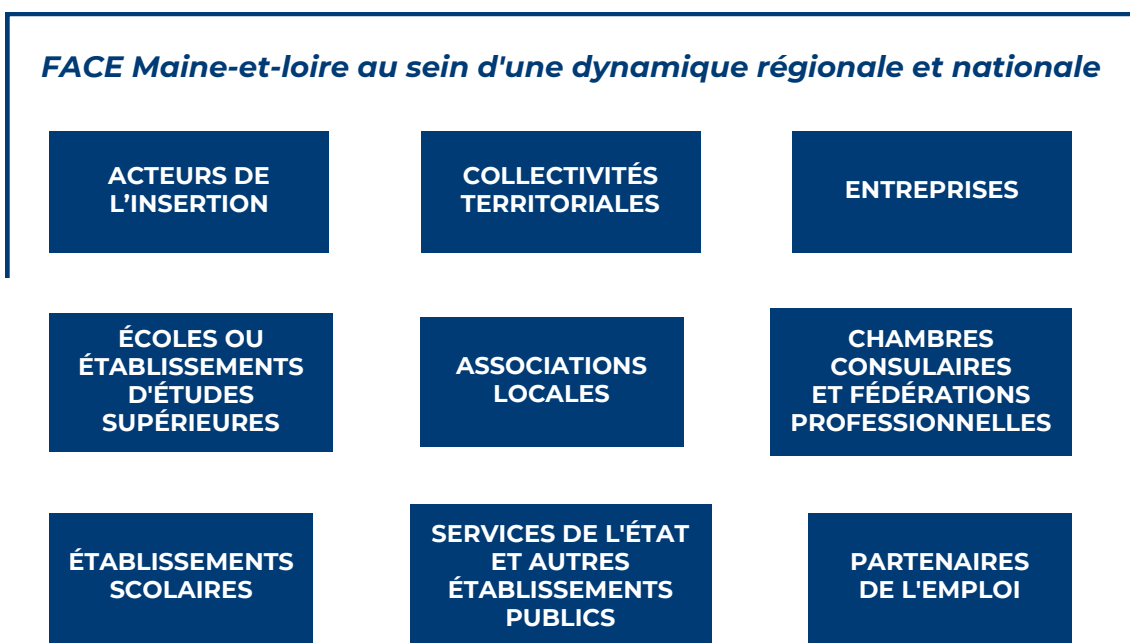 FACE Maine-et-loire au sein d'une dynamique régionale et nationale
ACTEURS DE
L’INSERTION
COLLECTIVITÉS
TERRITORIALES
ENTREPRISES
ÉCOLES OU
ÉTABLISSEMENTS
D'ÉTUDES
SUPÉRIEURES
ASSOCIATIONS
LOCALES
CHAMBRES
CONSULAIRES
ET FÉDÉRATIONS
PROFESSIONNELLES
ÉTABLISSEMENTS
SCOLAIRES
SERVICES DE L'ÉTAT
ET AUTRES
ÉTABLISSEMENTS
PUBLICS
PARTENAIRES
DE L'EMPLOI